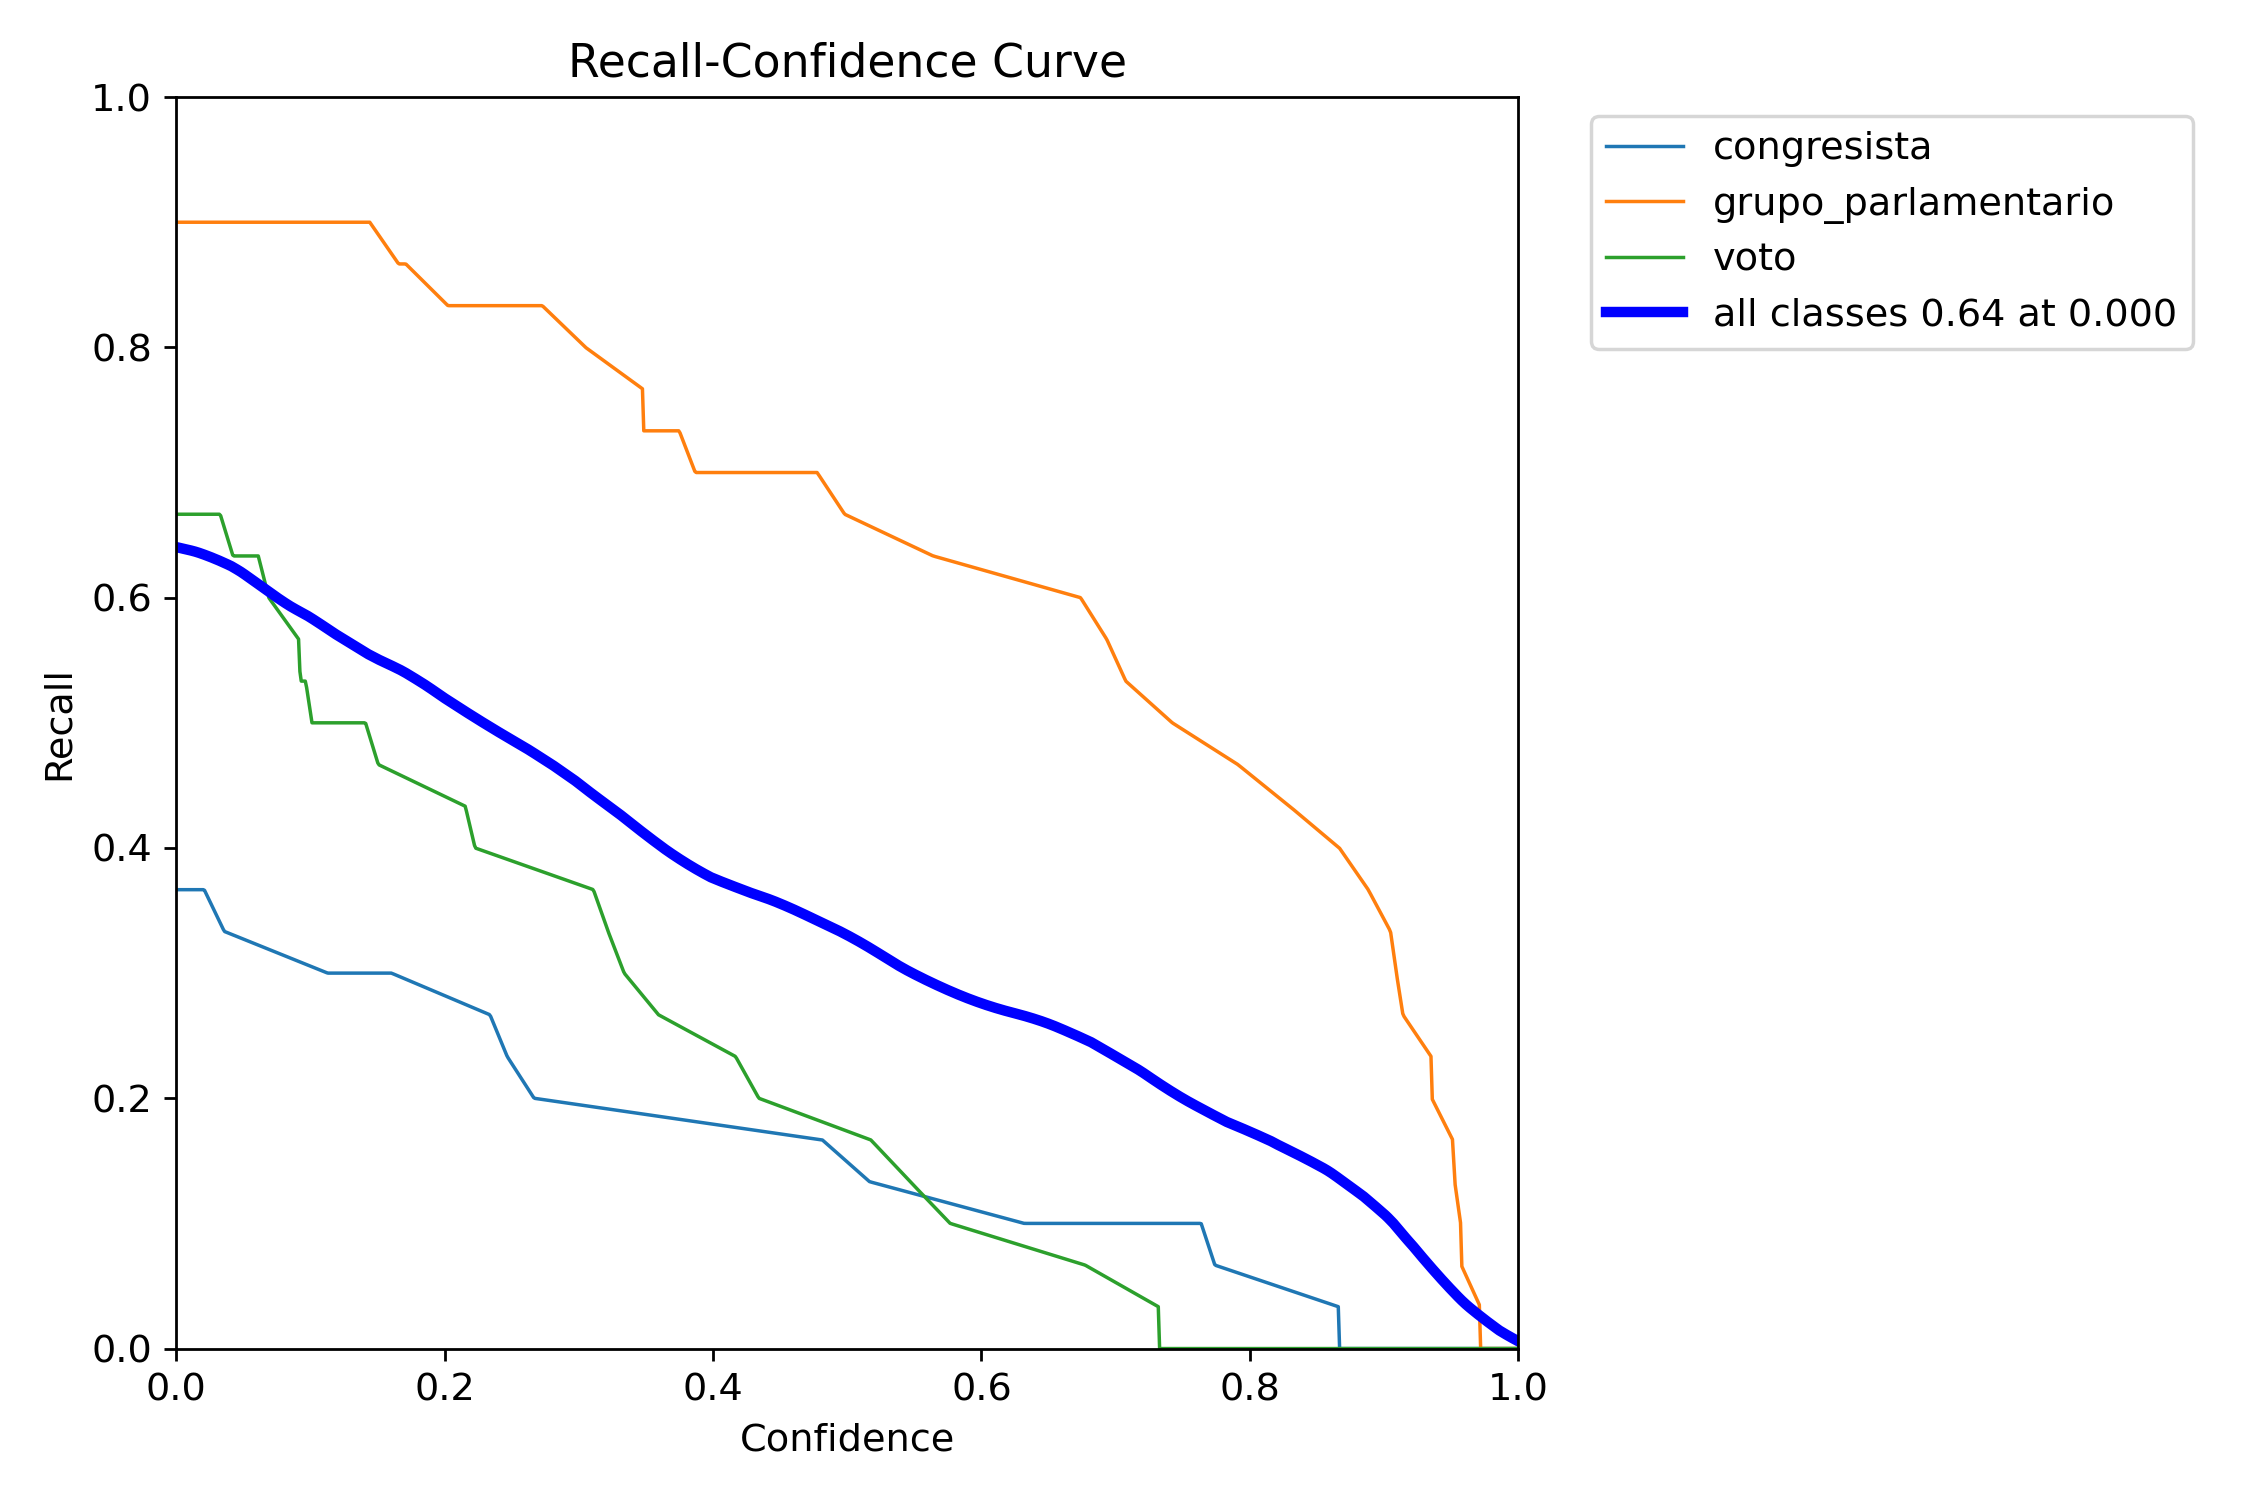 Recall-Confidence Curve
1.0
0.8
0.6
0.4
0.2
0.0
Recall
0.0 0.2 0.4 0.6 0.8 1.0
Confidence
congresista
grupo_parlamentario
voto
all classes 0.64 at 0.000